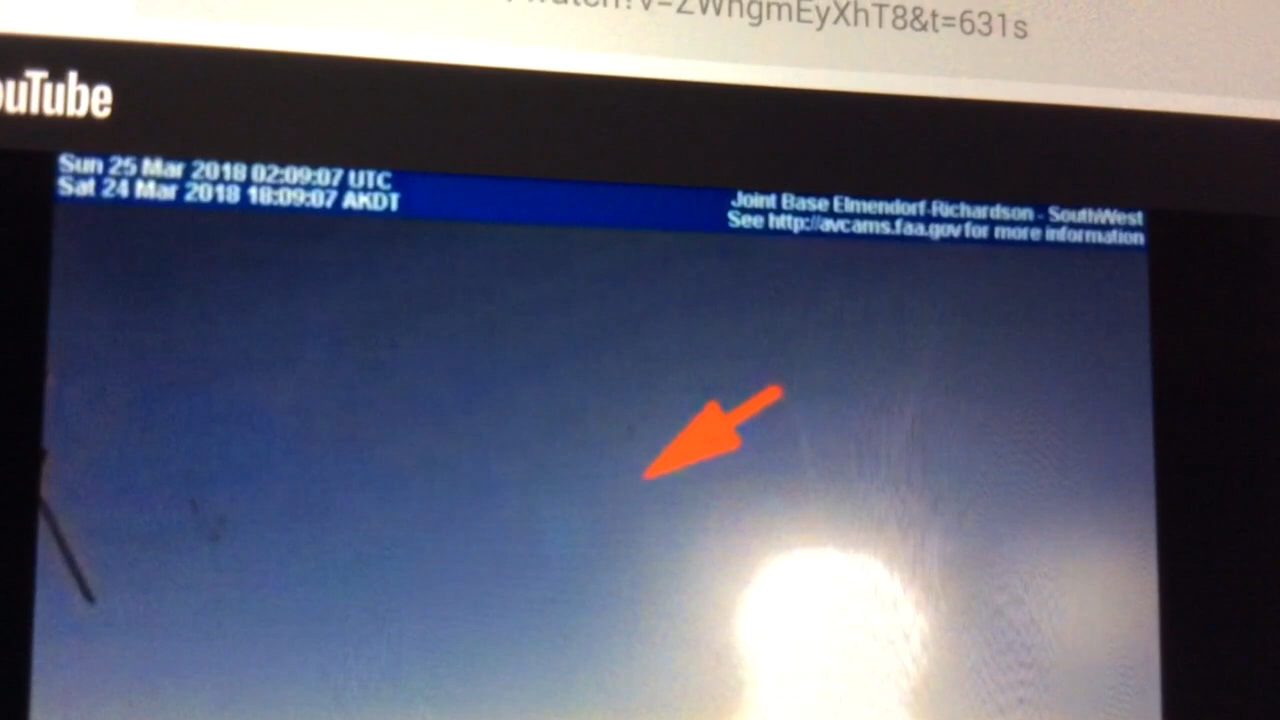 /watch?v=ZWhgmEyXhT8&t=631s
ouTube
Sun 25 Mar 2018 02:09:07 UTC
Sat 24 Mar 2018 18:09:07 AKDT
Joint Base Elmendorf-Richardson - SouthWest
See http://avcams.faa.gov for more information